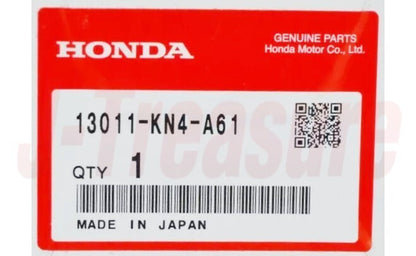 HONDA
GENUINE PARTS
Honda Motor Co., Ltd.
13011-KN4-A61
J-Treasure
QTY 1
MADE IN JAPAN